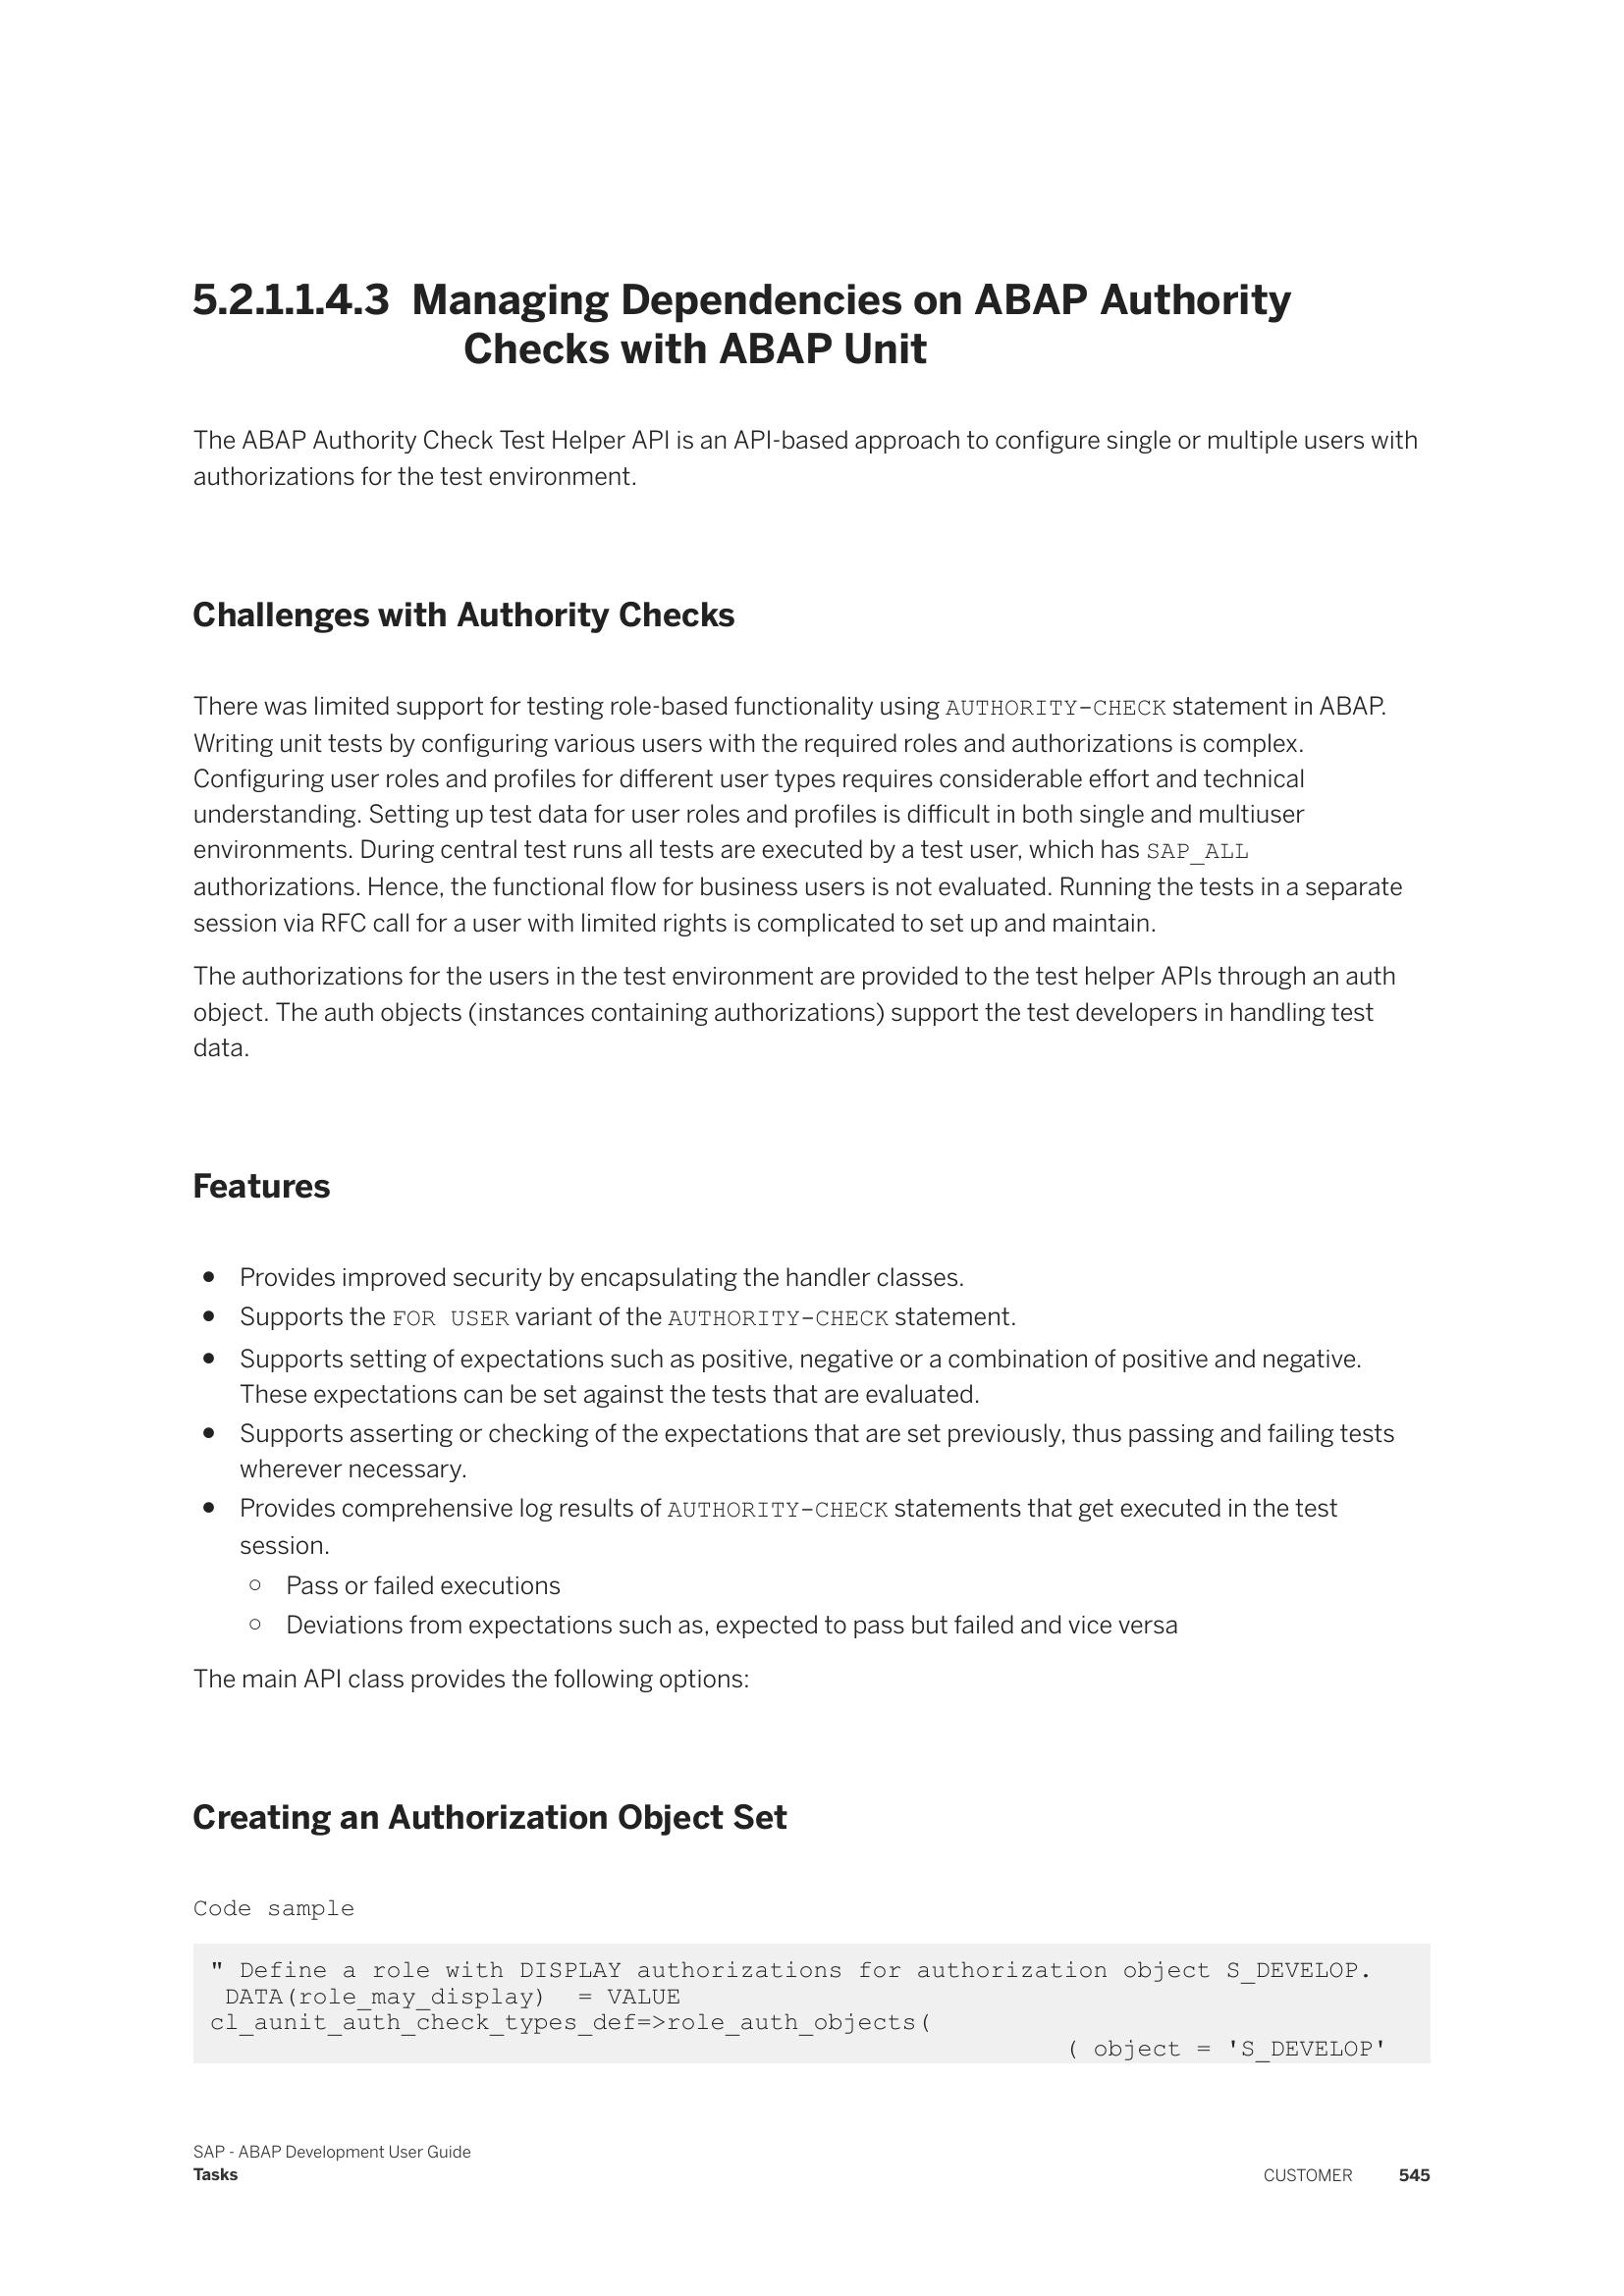 5.2.1.1.4.3 Managing Dependencies on ABAP Authority
Checks with ABAP Unit
The ABAP Authority Check Test Helper API is an API-based approach to configure single or multiple users with
authorizations for the test environment.
Challenges with Authority Checks
There was limited support for testing role-based functionality using AUTHORITY-CHECK statement in ABAP.
Writing unit tests by configuring various users with the required roles and authorizations is complex.
Configuring user roles and profiles for different user types requires considerable effort and technical
understanding. Setting up test data for user roles and profiles is difficult in both single and multiuser
environments. During central test runs all tests are executed by a test user, which has SAP_ALL
authorizations. Hence, the functional flow for business users is not evaluated. Running the tests in a separate
session via RFC call for a user with limited rights is complicated to set up and maintain.
The authorizations for the users in the test environment are provided to the test helper APIs through an auth
object. The auth objects (instances containing authorizations) support the test developers in handling test
data.
Features
● Provides improved security by encapsulating the handler classes.
● Supports the FOR USER variant of the AUTHORITY-CHECK statement.
● Supports setting of expectations such as positive, negative or a combination of positive and negative.
These expectations can be set against the tests that are evaluated.
● Supports asserting or checking of the expectations that are set previously, thus passing and failing tests
wherever necessary.
● Provides comprehensive log results of AUTHORITY-CHECK statements that get executed in the test
session.
○ Pass or failed executions
○ Deviations from expectations such as, expected to pass but failed and vice versa
The main API class provides the following options:
Creating an Authorization Object Set
Code sample
" Define a role with DISPLAY authorizations for authorization object S_DEVELOP.
DATA(role_may_display)  = VALUE
cl_aunit_auth_check_types_def=>role_auth_objects(
( object = 'S_DEVELOP'
SAP - ABAP Development User Guide
Tasks
CUSTOMER 545